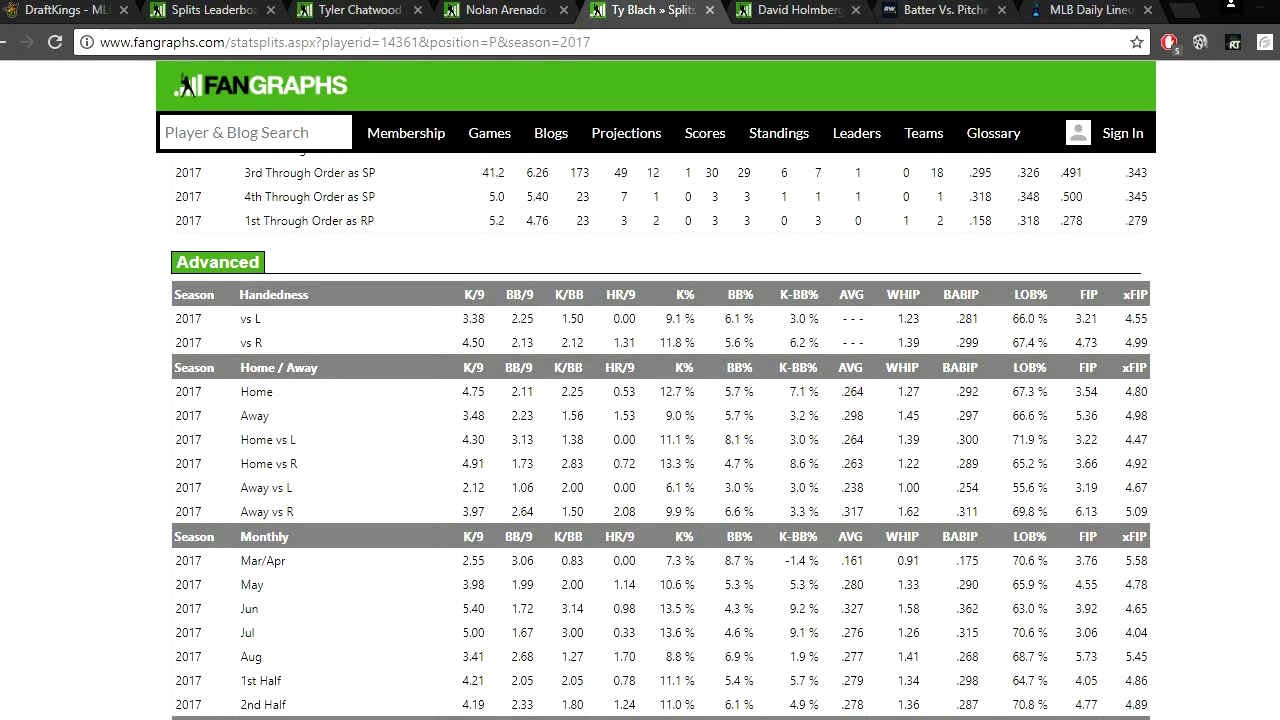 DraftKings - ML
Splits Leaderboa
Tyler Chatwood
Nolan Arenado
Ty Blach » Splits
David Holmberg
Batter Vs. Pitche
MLB Daily Lineu
www.fangraphs.com/statsplits.aspx?playerid=14361&position=P&season=2017
5
RT
FANGRAPHS
Player & Blog Search Membership Games Blogs Projections Scores Standings Leaders Teams Glossary Sign In
2017 3rd Through Order as SP 41.2 6.26 173 49 12 1 30 29 6 7 1 0 18 .295 .326 .491 .343
2017 4th Through Order as SP 5.0 5.40 23 7 1 0 3 3 1 1 1 0 1 .318 .348 .500 .345
2017 1st Through Order as RP 5.2 4.76 23 3 2 0 3 3 0 3 0 1 2 .158 .318 .278 .279
Advanced
Season Handedness K/9 BB/9 K/BB HR/9 K% BB% K-BB% AVG WHIP BABIP LOB% FIP xFIP
2017 vs L 3.38 2.25 1.50 0.00 9.1 % 6.1 % 3.0 % - - - 1.23 .281 66.0 % 3.21 4.55
2017 vs R 4.50 2.13 2.12 1.31 11.8 % 5.6 % 6.2 % - - - 1.39 .299 67.4 % 4.73 4.99
Season Home / Away K/9 BB/9 K/BB HR/9 K% BB% K-BB% AVG WHIP BABIP LOB% FIP xFIP
2017 Home 4.75 2.11 2.25 0.53 12.7 % 5.7 % 7.1 % .264 1.27 .292 67.3 % 3.54 4.80
2017 Away 3.48 2.23 1.56 1.53 9.0 % 5.7 % 3.2 % .298 1.45 .297 66.6 % 5.36 4.98
2017 Home vs L 4.30 3.13 1.38 0.00 11.1 % 8.1 % 3.0 % .264 1.39 .300 71.9 % 3.22 4.47
2017 Home vs R 4.91 1.73 2.83 0.72 13.3 % 4.7 % 8.6 % .263 1.22 .289 65.2 % 3.66 4.92
2017 Away vs L 2.12 1.06 2.00 0.00 6.1 % 3.0 % 3.0 % .238 1.00 .254 55.6 % 3.19 4.67
2017 Away vs R 3.97 2.64 1.50 2.08 9.9 % 6.6 % 3.3 % .317 1.62 .311 69.8 % 6.13 5.09
Season Monthly K/9 BB/9 K/BB HR/9 K% BB% K-BB% AVG WHIP BABIP LOB% FIP xFIP
2017 Mar/Apr 2.55 3.06 0.83 0.00 7.3 % 8.7 % -1.4 % .161 0.91 .175 70.6 % 3.76 5.58
2017 May 3.98 1.99 2.00 1.14 10.6 % 5.3 % 5.3 % .280 1.33 .290 65.9 % 4.55 4.78
2017 Jun 5.40 1.72 3.14 0.98 13.5 % 4.3 % 9.2 % .327 1.58 .362 63.0 % 3.92 4.65
2017 Jul 5.00 1.67 3.00 0.33 13.6 % 4.6 % 9.1 % .276 1.26 .315 70.6 % 3.06 4.04
2017 Aug 3.41 2.68 1.27 1.70 8.8 % 6.9 % 1.9 % .277 1.41 .268 68.7 % 5.73 5.45
2017 1st Half 4.21 2.05 2.05 0.78 11.1 % 5.4 % 5.7 % .279 1.34 .298 64.7 % 4.05 4.86
2017 2nd Half 4.19 2.33 1.80 1.24 11.0 % 6.1 % 4.9 % .278 1.36 .287 70.8 % 4.77 4.89